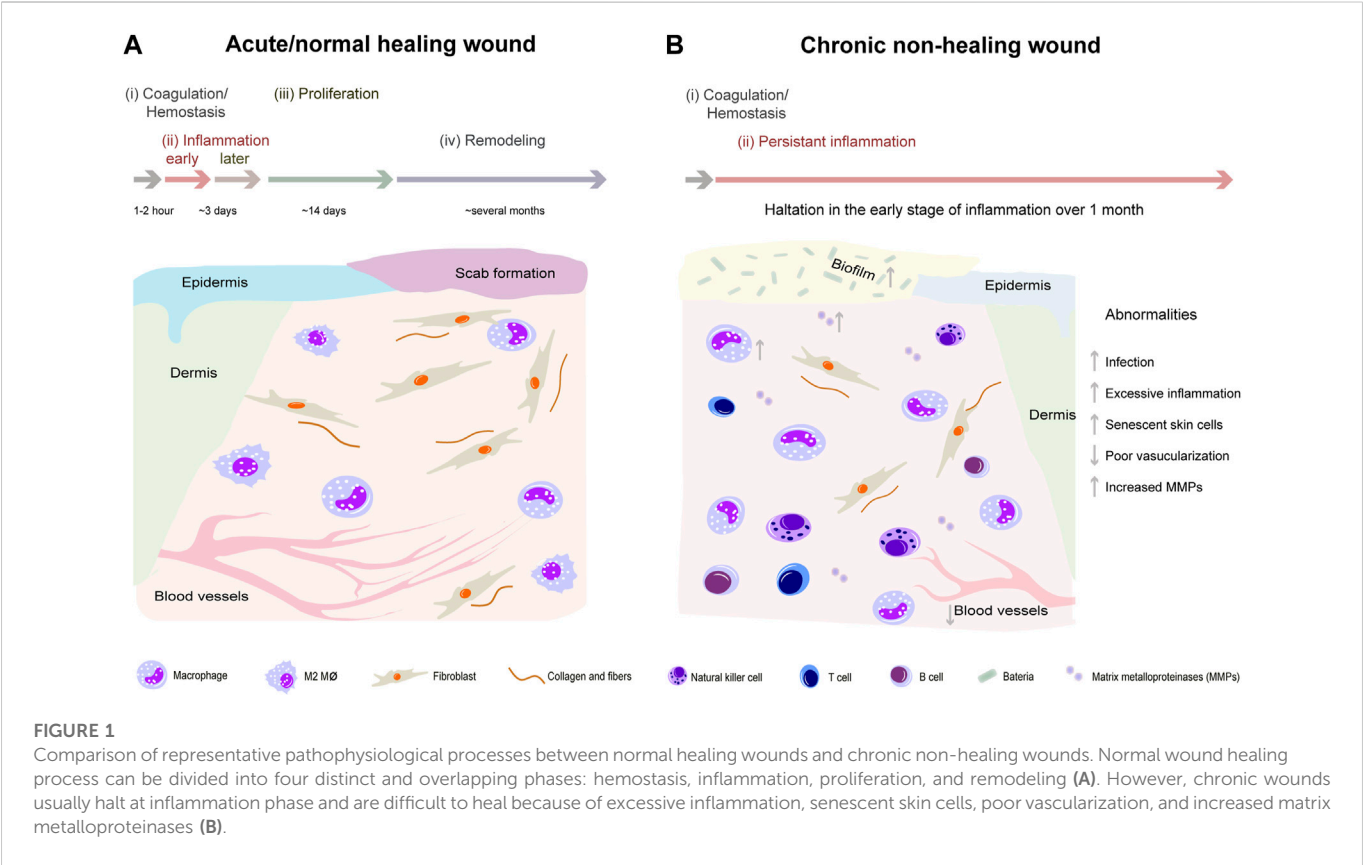 A
Acute/normal healing wound
(i) Coagulation/
Hemostasis
(iii) Proliferation
(ii) Inflammation
early
later
(iv) Remodeling
1-2 hour
~3 days
~14 days
~several months
Epidermis
Scab formation
Dermis
Blood vessels
B
Chronic non-healing wound
(i) Coagulation/
Hemostasis
(ii) Persistant inflammation
Haltation in the early stage of inflammation over 1 month
Biofilm
Epidermis
Dermis
Blood vessels
Abnormalities
Infection
Excessive inflammation
Senescent skin cells
Poor vasucularization
Increased MMPs
Macrophage
M2 MØ
Fibroblast
Collagen and fibers
Natural killer cell
T cell
B cell
Bateria
Matrix metalloproteinases (MMPs)
FIGURE 1
Comparison of representative pathophysiological processes between normal healing wounds and chronic non-healing wounds. Normal wound healing
process can be divided into four distinct and overlapping phases: hemostasis, inflammation, proliferation, and remodeling (A). However, chronic wounds
usually halt at inflammation phase and are difficult to heal because of excessive inflammation, senescent skin cells, poor vascularization, and increased matrix
metalloproteinases (B).